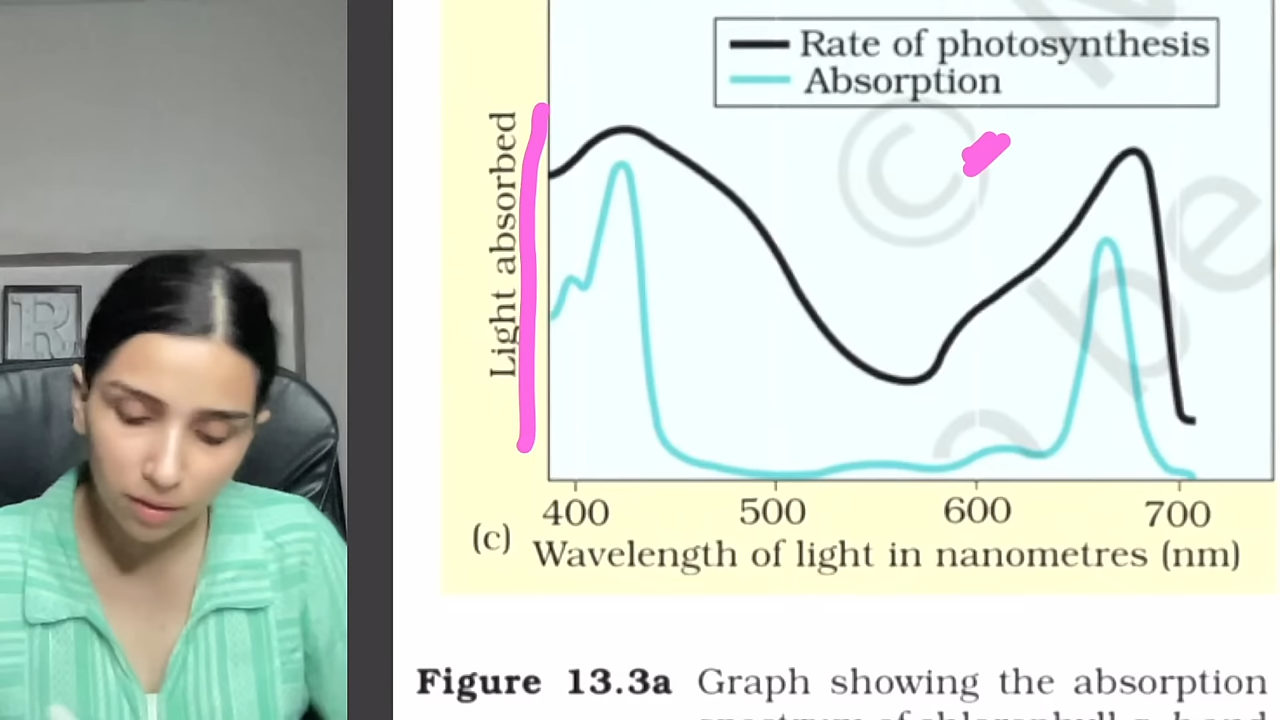 Rate of photosynthesis
Absorption
Light absorbed
400 500 600 700
(c)
Wavelength of light in nanometres (nm)
Figure 13.3a Graph showing the absorption
R
©
be